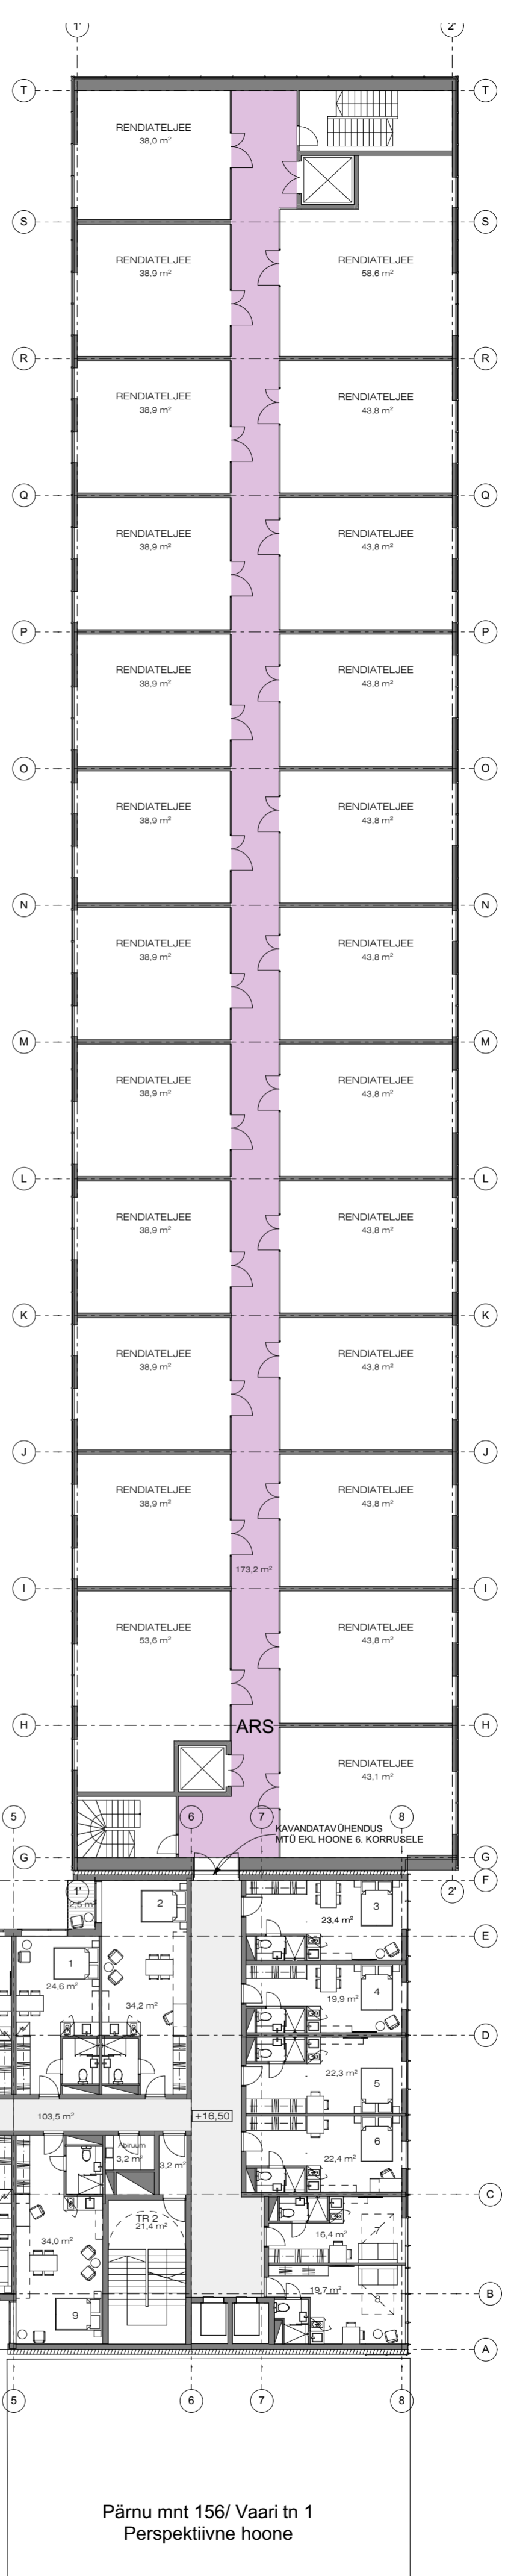 1'
2'
T
T
RENDIATELJEE
38,0 m²
S
S
RENDIATELJEE
38,9 m²
RENDIATELJEE
58,6 m²
R
R
RENDIATELJEE
38,9 m²
RENDIATELJEE
43,8 m²
Q
Q
RENDIATELJEE
38,9 m²
RENDIATELJEE
43,8 m²
P
P
RENDIATELJEE
38,9 m²
RENDIATELJEE
43,8 m²
O
O
RENDIATELJEE
38,9 m²
RENDIATELJEE
43,8 m²
N
N
RENDIATELJEE
38,9 m²
RENDIATELJEE
43,8 m²
M
M
RENDIATELJEE
38,9 m²
RENDIATELJEE
43,8 m²
L
L
RENDIATELJEE
38,9 m²
RENDIATELJEE
43,8 m²
K
K
RENDIATELJEE
38,9 m²
RENDIATELJEE
43,8 m²
J
J
RENDIATELJEE
38,9 m²
RENDIATELJEE
43,8 m²
173,2 m²
I
I
RENDIATELJEE
53,6 m²
RENDIATELJEE
43,8 m²
H
ARS
H
RENDIATELJEE
43,1 m²
5
6
7
8
KAVANDATAV ÜHENDUS
MTÜ EKL HOONE 6. KORRUSELE
G
G
F
1'
2'
2,5 m²
2
3
23,4 m²
E
1
24,6 m²
34,2 m²
4
19,9 m²
D
22,3 m²
5
103,5 m²
+16,50
6
22,4 m²
Abiruum
3,2 m²
3,2 m²
C
TR 2
21,4 m²
16,4 m²
7
34,0 m²
19,7 m²
8
B
9
A
5
6
7
8
Pärnu mnt 156/ Vaari tn 1
Perspektiivne hoone